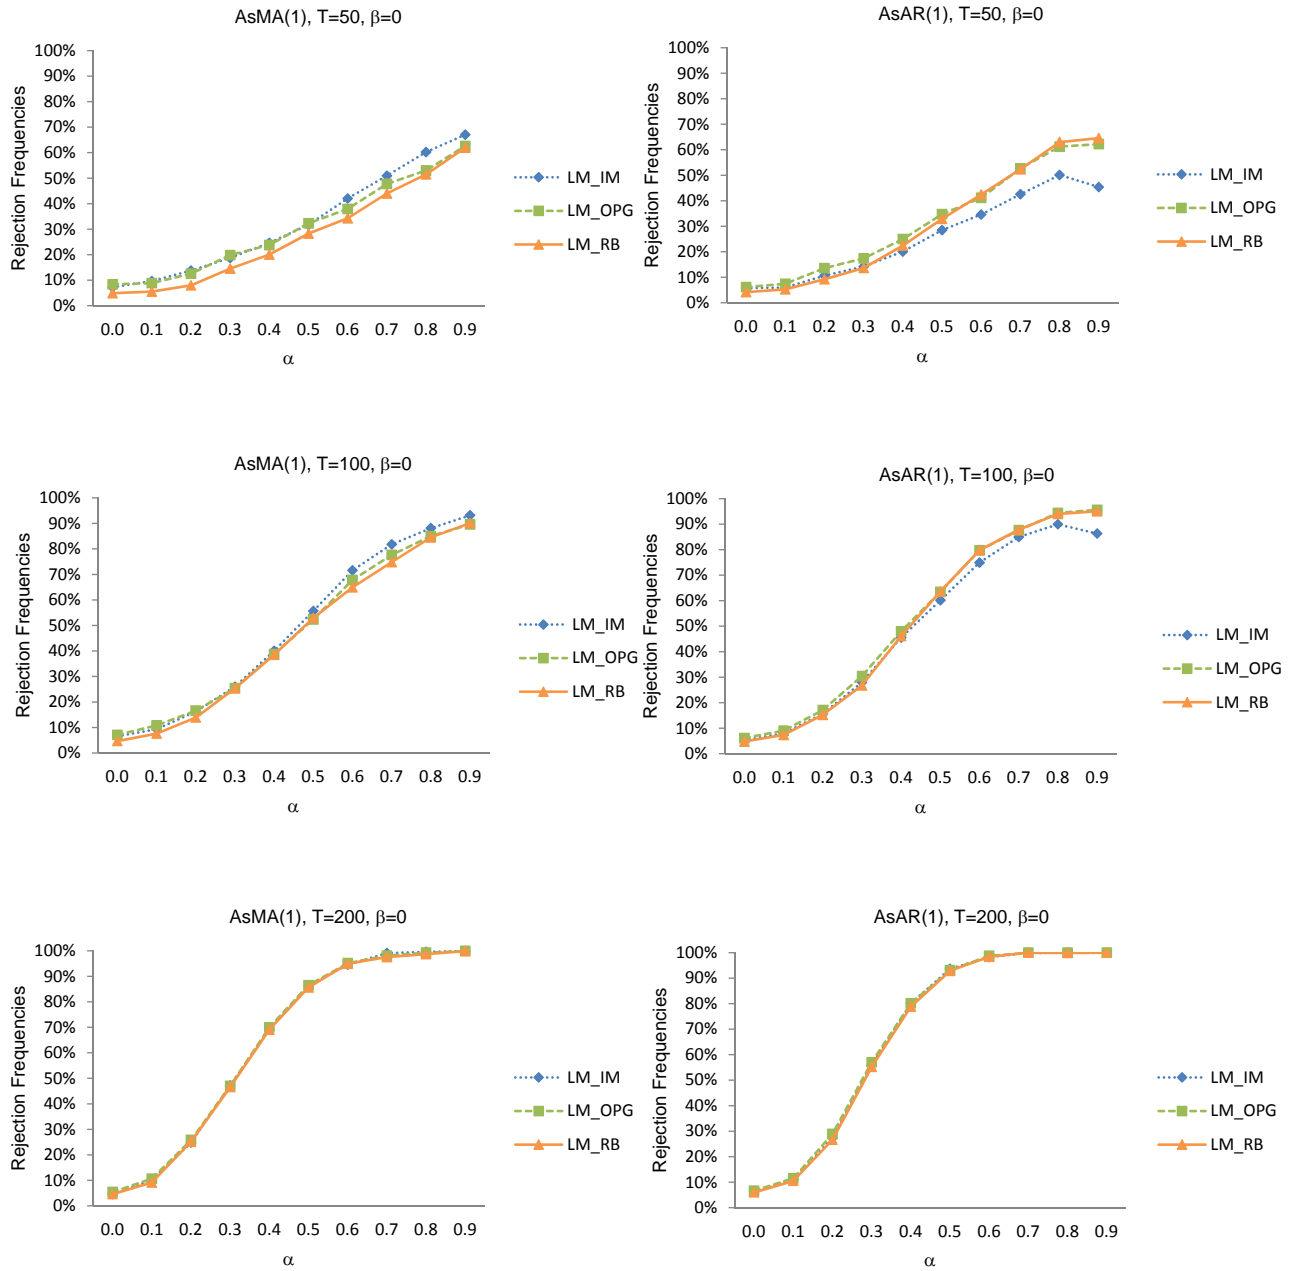 AsMA(1), T=50, β=0
Rejection Frequencies
100%
90%
80%
70%
60%
50%
40%
30%
20%
10%
0%
0.0 0.1 0.2 0.3 0.4 0.5 0.6 0.7 0.8 0.9
α
LM_IM
LM_OPG
LM_RB
AsAR(1), T=50, β=0
Rejection Frequencies
100%
90%
80%
70%
60%
50%
40%
30%
20%
10%
0%
0.0 0.1 0.2 0.3 0.4 0.5 0.6 0.7 0.8 0.9
α
LM_IM
LM_OPG
LM_RB
AsMA(1), T=100, β=0
Rejection Frequencies
100%
90%
80%
70%
60%
50%
40%
30%
20%
10%
0%
0.0 0.1 0.2 0.3 0.4 0.5 0.6 0.7 0.8 0.9
α
LM_IM
LM_OPG
LM_RB
AsAR(1), T=100, β=0
Rejection Frequencies
100%
90%
80%
70%
60%
50%
40%
30%
20%
10%
0%
0.0 0.1 0.2 0.3 0.4 0.5 0.6 0.7 0.8 0.9
α
LM_IM
LM_OPG
LM_RB
AsMA(1), T=200, β=0
Rejection Frequencies
100%
90%
80%
70%
60%
50%
40%
30%
20%
10%
0%
0.0 0.1 0.2 0.3 0.4 0.5 0.6 0.7 0.8 0.9
α
LM_IM
LM_OPG
LM_RB
AsAR(1), T=200, β=0
Rejection Frequencies
100%
90%
80%
70%
60%
50%
40%
30%
20%
10%
0%
0.0 0.1 0.2 0.3 0.4 0.5 0.6 0.7 0.8 0.9
α
LM_IM
LM_OPG
LM_RB